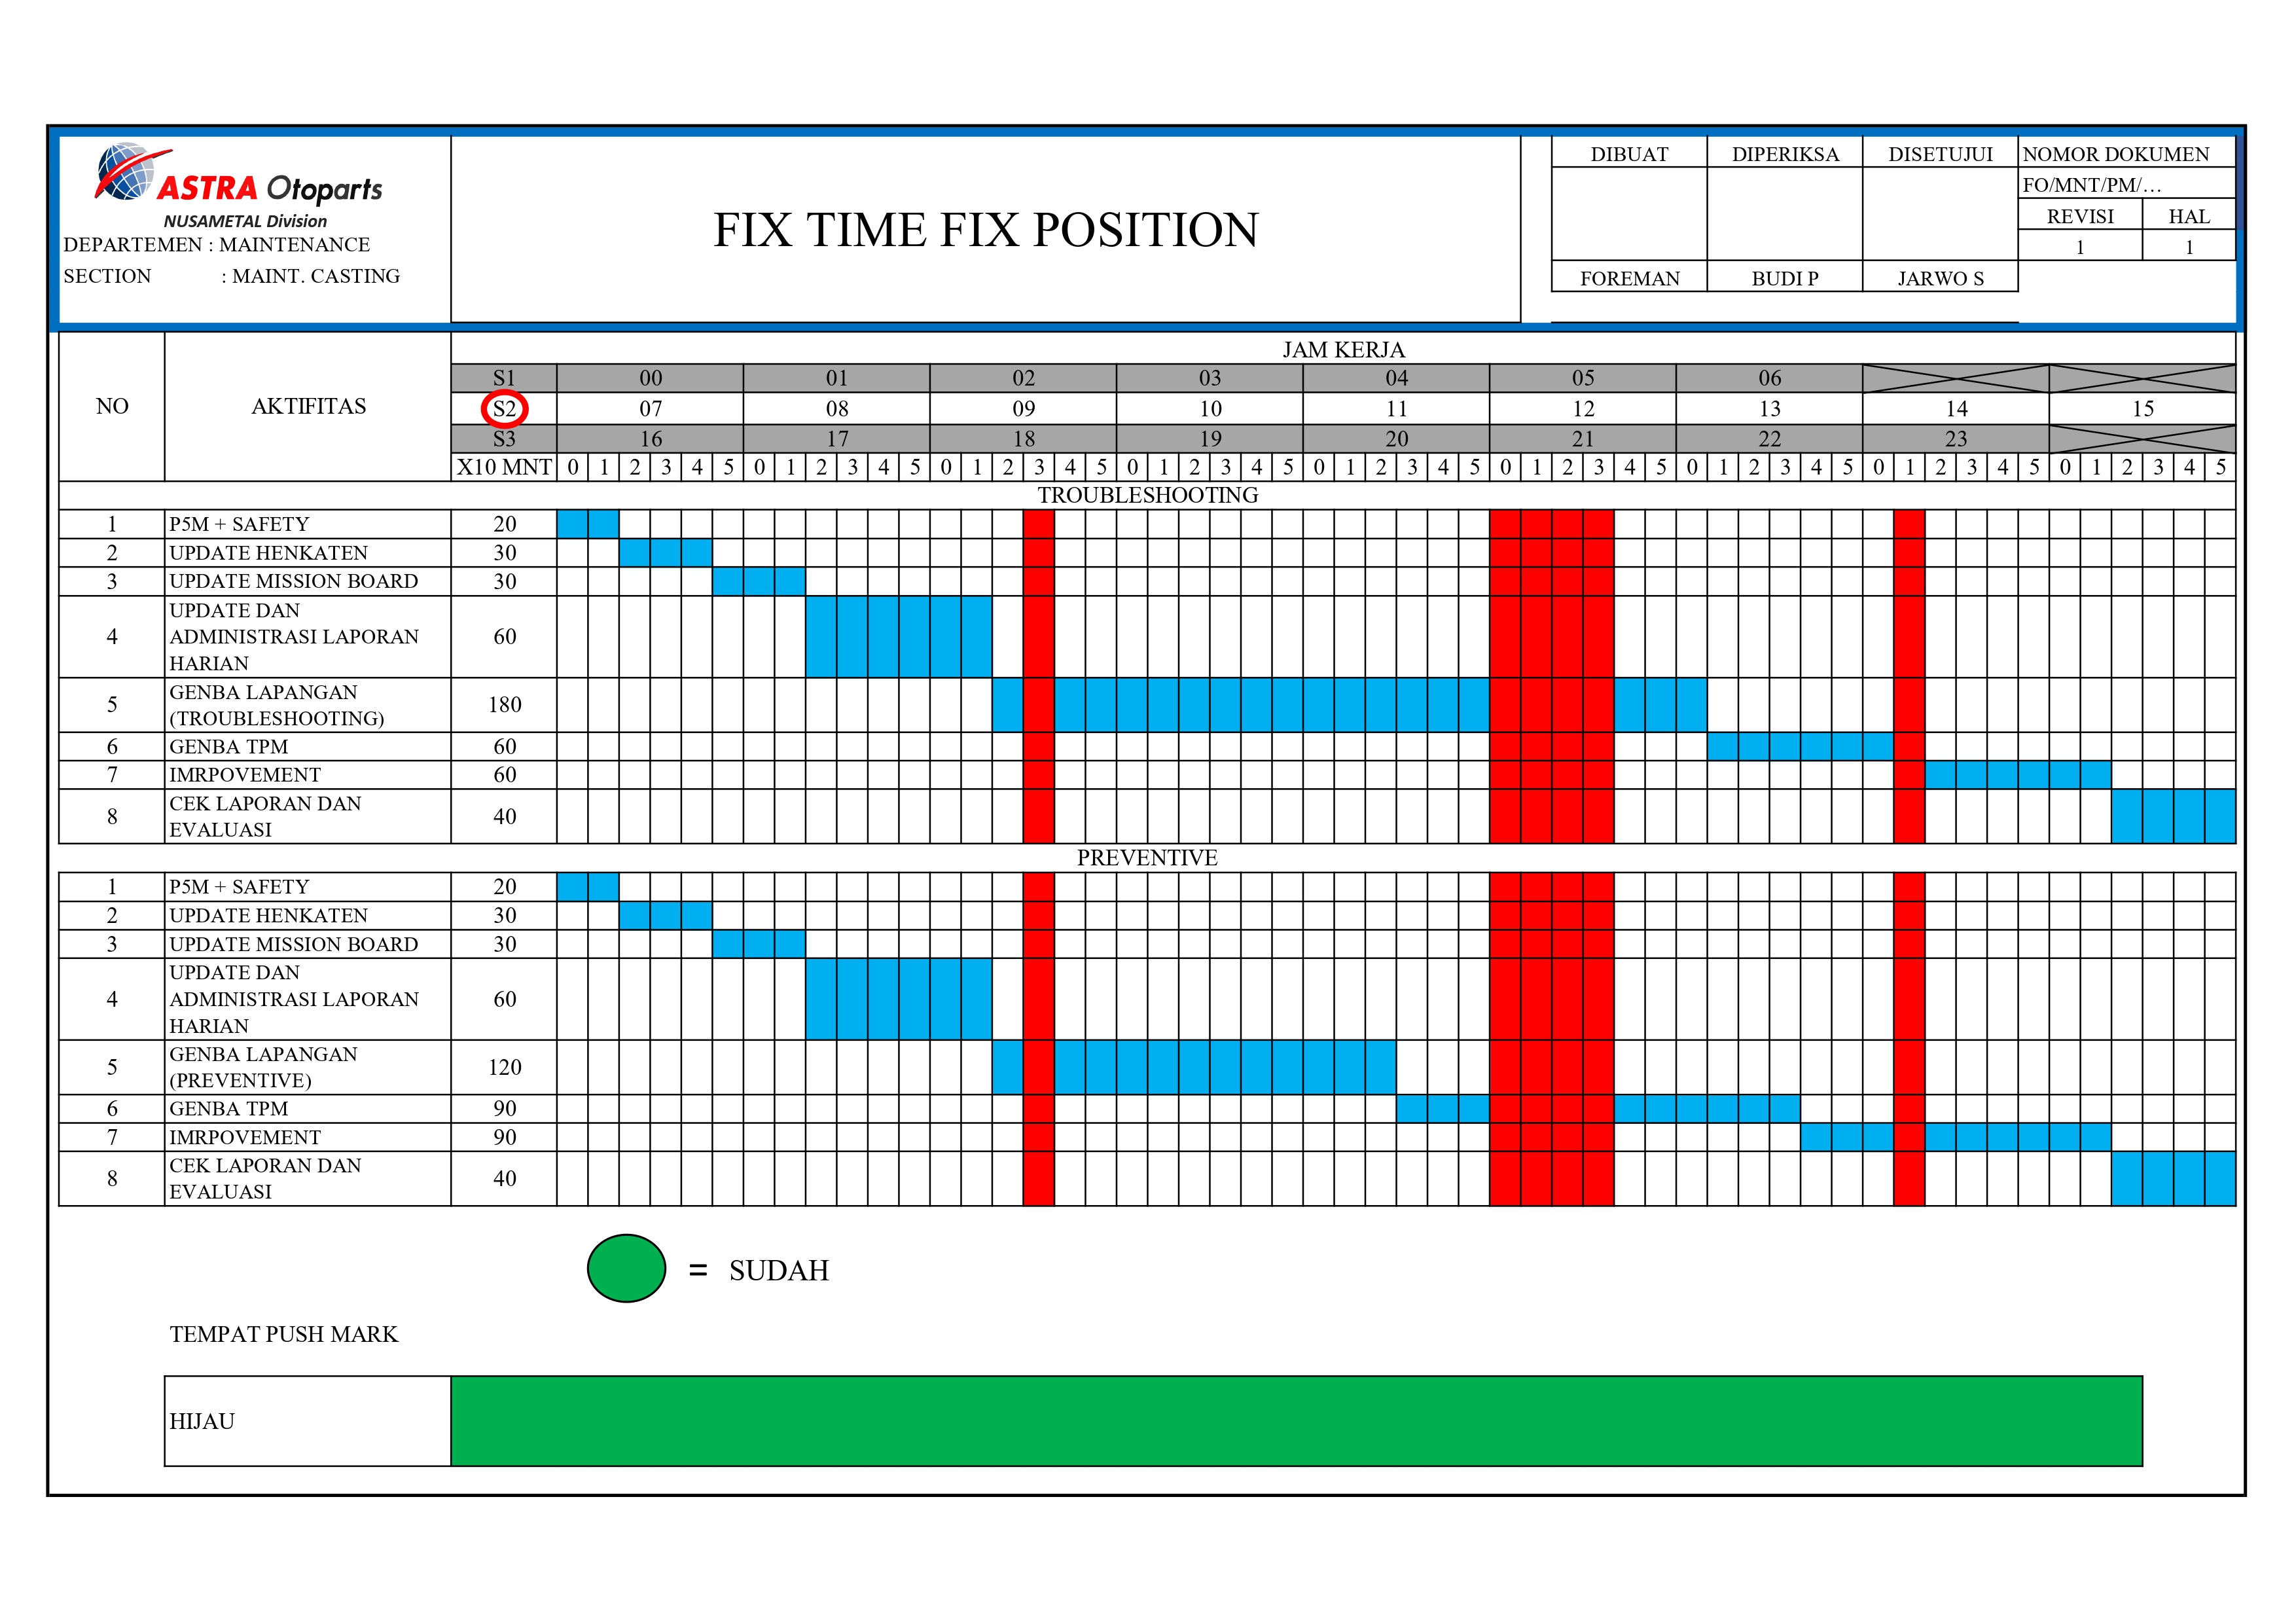 ASTRA Otoparts
NUSAMETAL Division
DEPARTEMEN : MAINTENANCE
SECTION : MAINT. CASTING
FIX TIME FIX POSITION
DIBUAT DIPERIKSA DISETUJUI NOMOR DOKUMEN
FO/MNT/PM/...
REVISI HAL
1 1
FOREMAN BUDI P JARWO S
NO AKTIFITAS JAM KERJA
S1 00 01 02 03 04 05 06
S2 07 08 09 10 11 12 13 14 15
S3 16 17 18 19 20 21 22 23
X10 MNT 0 1 2 3 4 5 0 1 2 3 4 5 0 1 2 3 4 5 0 1 2 3 4 5 0 1 2 3 4 5 0 1 2 3 4 5 0 1 2 3 4 5 0 1 2 3 4 5 0 1 2 3 4 5
TROUBLESHOOTING
1 P5M + SAFETY 20
2 UPDATE HENKATEN 30
3 UPDATE MISSION BOARD 30
4 UPDATE DAN
ADMINISTRASI LAPORAN
HARIAN 60
5 GENBA LAPANGAN
(TROUBLESHOOTING) 180
6 GENBA TPM 60
7 IMRPOVEMENT 60
8 CEK LAPORAN DAN
EVALUASI 40
PREVENTIVE
1 P5M + SAFETY 20
2 UPDATE HENKATEN 30
3 UPDATE MISSION BOARD 30
4 UPDATE DAN
ADMINISTRASI LAPORAN
HARIAN 60
5 GENBA LAPANGAN
(PREVENTIVE) 120
6 GENBA TPM 90
7 IMRPOVEMENT 90
8 CEK LAPORAN DAN
EVALUASI 40
= SUDAH
TEMPAT PUSH MARK
HIJAU